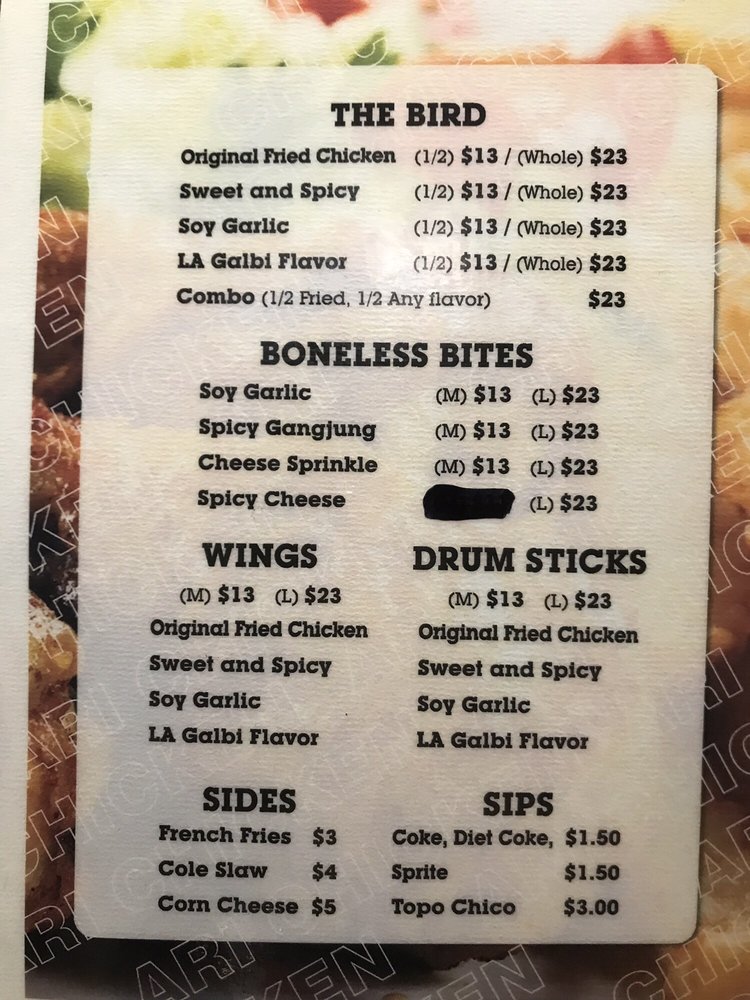 THE BIRD
Original Fried Chicken (1/2) $13 / (Whole) $23
Sweet and Spicy (1/2) $13 / (Whole) $23
Soy Garlic (1/2) $13 / (Whole) $23
LA Galbi Flavor (1/2) $13 / (Whole) $23
Combo (1/2 Fried, 1/2 Any flavor) $23
BONELESS BITES
Soy Garlic (M) $13 (L) $23
Spicy Gangjung (M) $13 (L) $23
Cheese Sprinkle (M) $13 (L) $23
Spicy Cheese (L) $23
WINGS
(M) $13 (L) $23
Original Fried Chicken
Sweet and Spicy
Soy Garlic
LA Galbi Flavor
DRUM STICKS
(M) $13 (L) $23
Original Fried Chicken
Sweet and Spicy
Soy Garlic
LA Galbi Flavor
SIDES
French Fries $3
Cole Slaw $4
Corn Cheese $5
SIPS
Coke, Diet Coke, $1.50
Sprite $1.50
Topo Chico $3.00
ARI CHICKEN